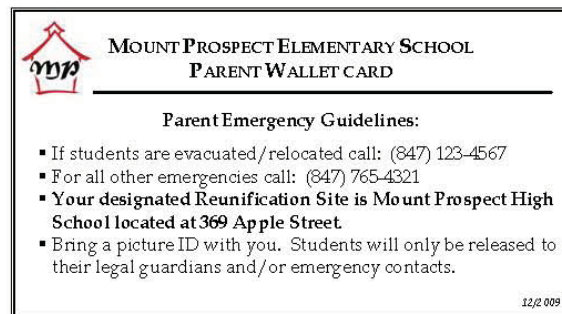 mp
MOUNT PROSPECT ELEMENTARY SCHOOL
PARENT WALLET CARD
Parent Emergency Guidelines:
▪ If students are evacuated/relocated call: (847) 123-4567
▪ For all other emergencies call: (847) 765-4321
▪ Your designated Reunification Site is Mount Prospect High
School located at 369 Apple Street.
▪ Bring a picture ID with you. Students will only be released to
their legal guardians and/or emergency contacts.
12/2009